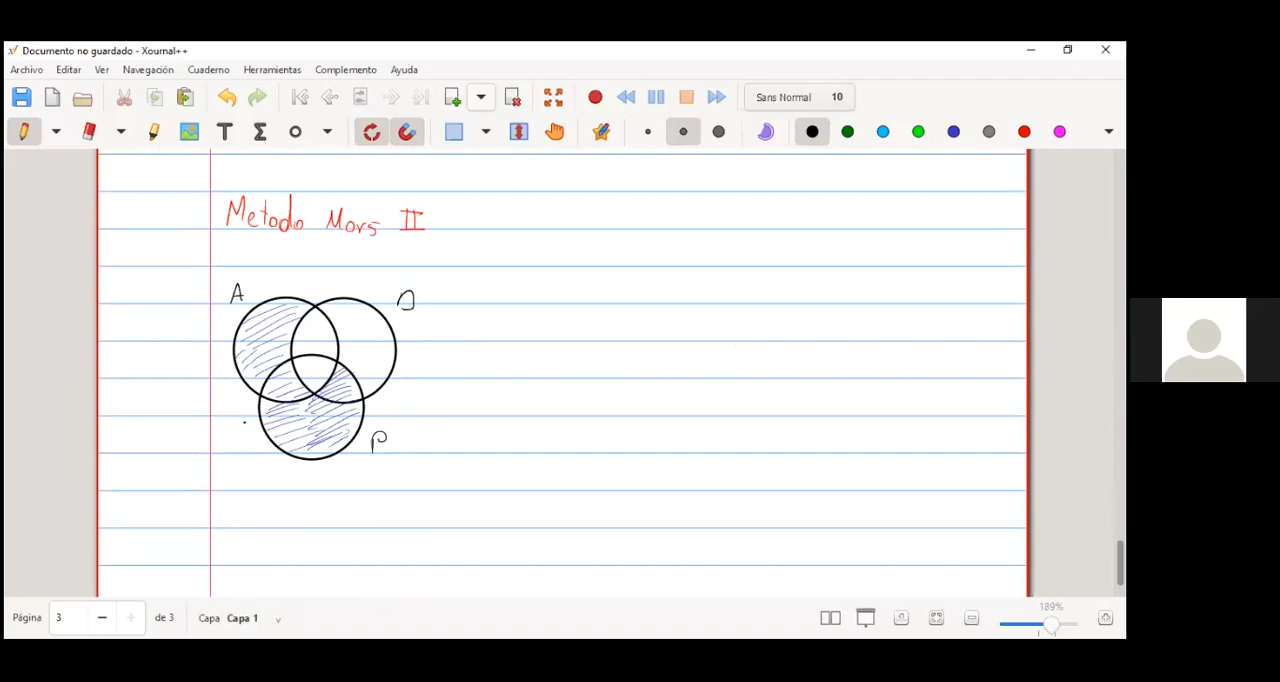 Documento no guardado - Xournal++
Archivo Editar Ver Navegación Cuaderno Herramientas Complemento Ayuda
Sans Normal 10
Metodo Mors II
A
P
Página 3 de 3 Capa Capa 1 189%